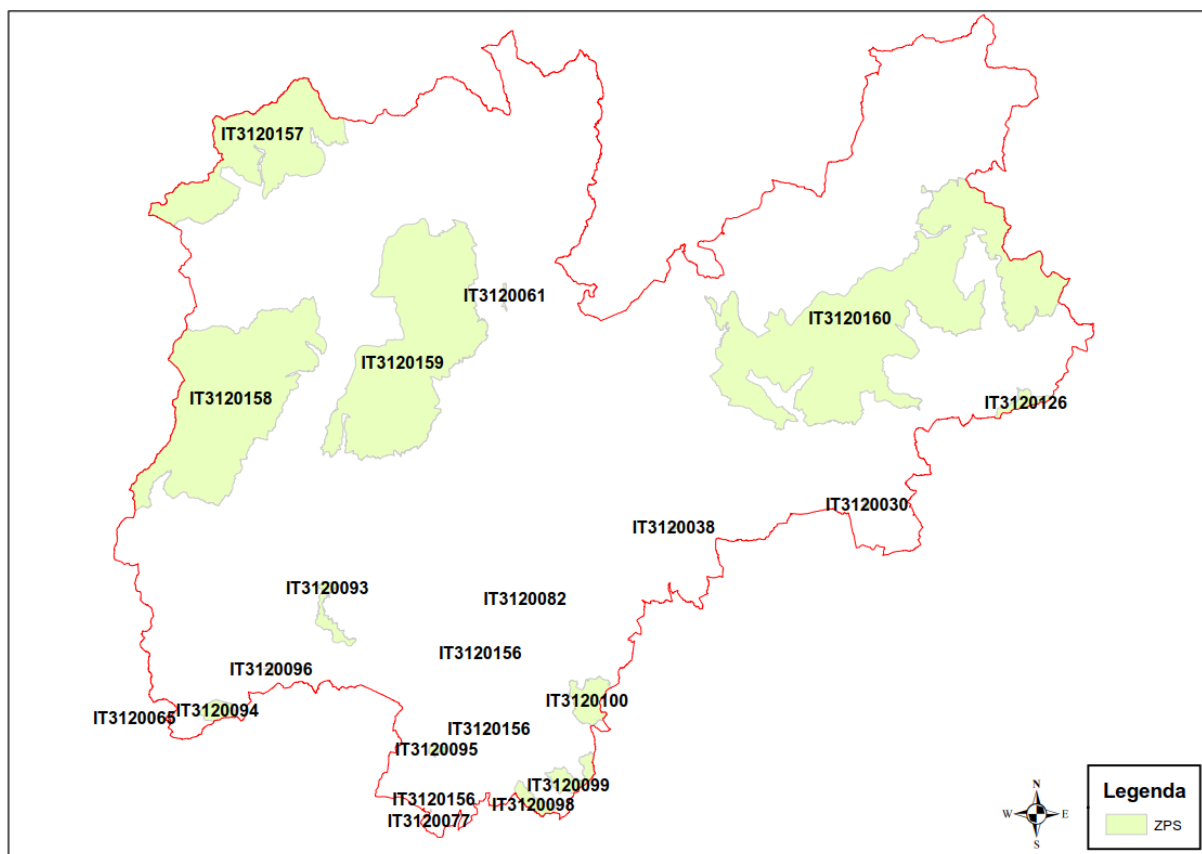 IT3120157
IT3120061
IT3120160
IT3120159
IT3120158
IT3120126
IT3120030
IT3120038
IT3120093
IT3120082
IT3120156
IT3120096
IT3120100
IT3120094
IT3120065
IT3120156
IT3120095
IT3120099
IT3120156
IT3120098
IT3120077
N
W E
S
Legenda
ZPS